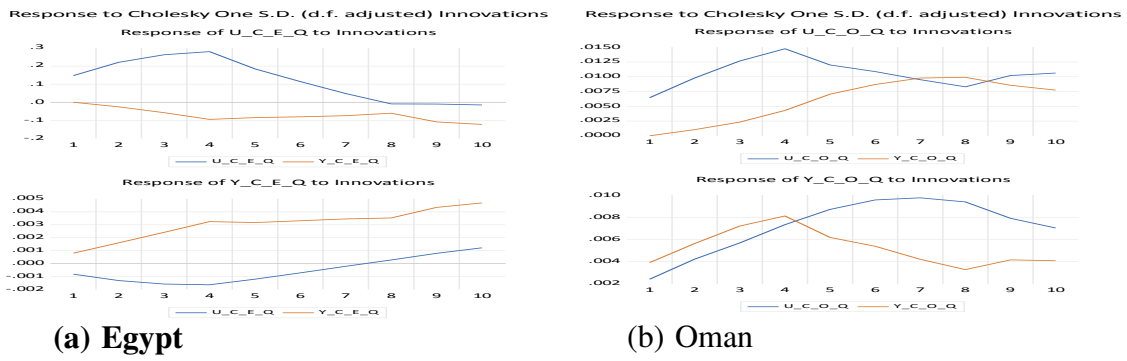 Response to Cholesky One S.D. (d.f. adjusted) Innovations
Response of U_C_E_Q to Innovations
.3
.2
.1
.0
-.1
-.2
1 2 3 4 5 6 7 8 9 10
U_C_E_Q Y_C_E_Q
Response of Y_C_E_Q to Innovations
.005
.004
.003
.002
.001
.000
-.001
-.002
1 2 3 4 5 6 7 8 9 10
U_C_E_Q Y_C_E_Q
(a) Egypt
Response to Cholesky One S.D. (d.f. adjusted) Innovations
Response of U_C_O_Q to Innovations
.0150
.0125
.0100
.0075
.0050
.0025
.0000
1 2 3 4 5 6 7 8 9 10
U_C_O_Q Y_C_O_Q
Response of Y_C_O_Q to Innovations
.010
.008
.006
.004
.002
1 2 3 4 5 6 7 8 9 10
U_C_O_Q Y_C_O_Q
(b) Oman